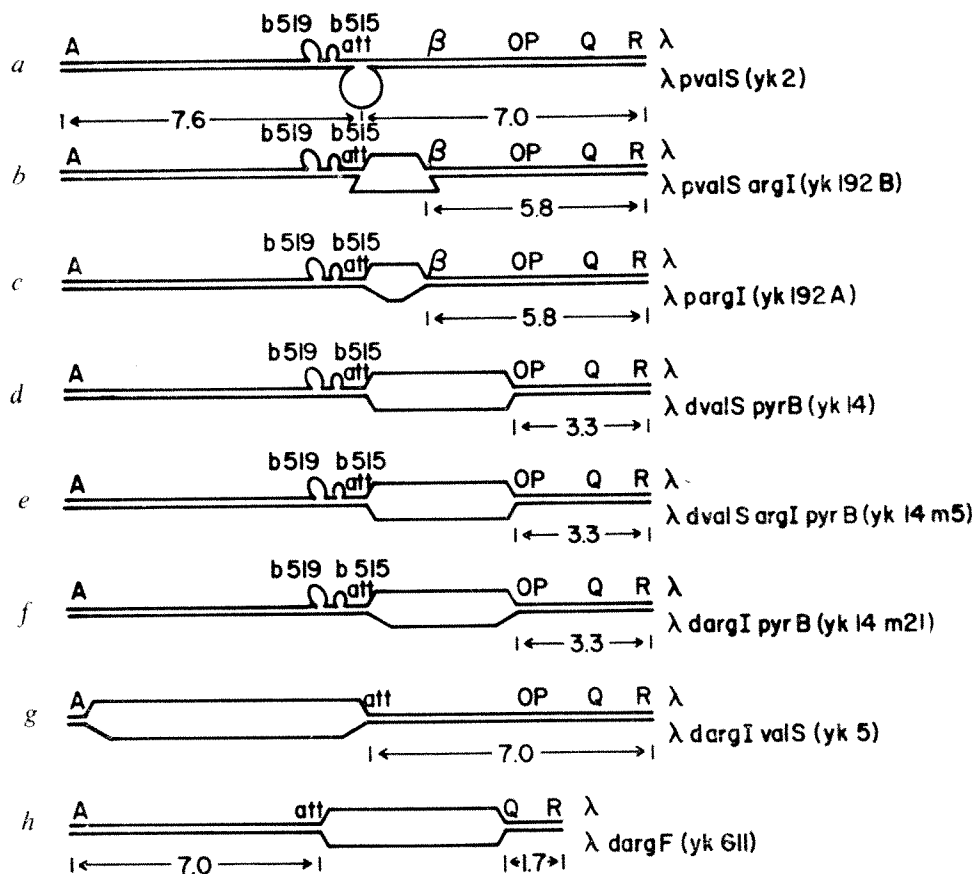 b519 b515
A att β OP Q R λ
a
λ pvalS (yk 2)
7.6 7.0
b519 b515
A att β OP Q R λ
b
λ pvalS argI (yk 192 B)
5.8
b519 b515
A att β OP Q R λ
c
λ pargI (yk 192 A)
5.8
b519 b515
A att OP Q R λ
d
λ dvalS pyrB (yk 14)
3.3
b519 b515
A att OP Q R λ
e
λ dvalS argI pyr B (yk 14 m5)
3.3
b519 b 515
A att OP Q R λ
f
λ dargI pyr B (yk 14 m21)
3.3
A att OP Q R λ
g
λ dargI valS (yk 5)
7.0
A att Q R λ
h
λ dargF (yk 611)
7.0 1.7